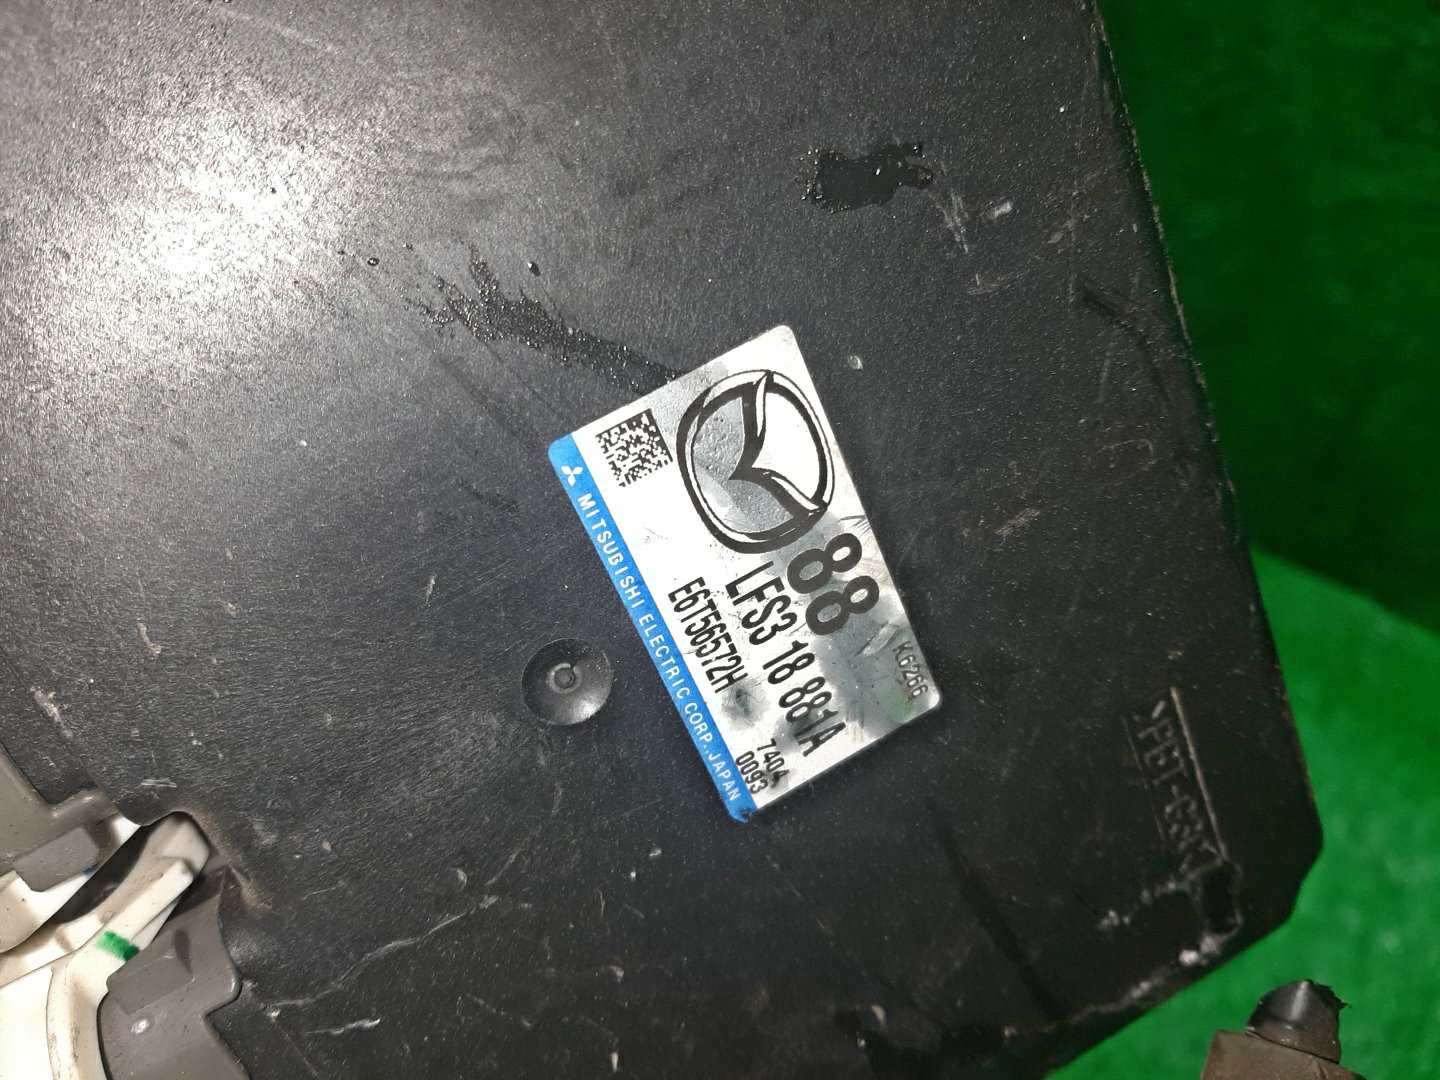 88
K6266
LFS3 18 881A
E6T56572H
7404
0093
MITSUBISHI ELECTRIC CORP.,JAPAN